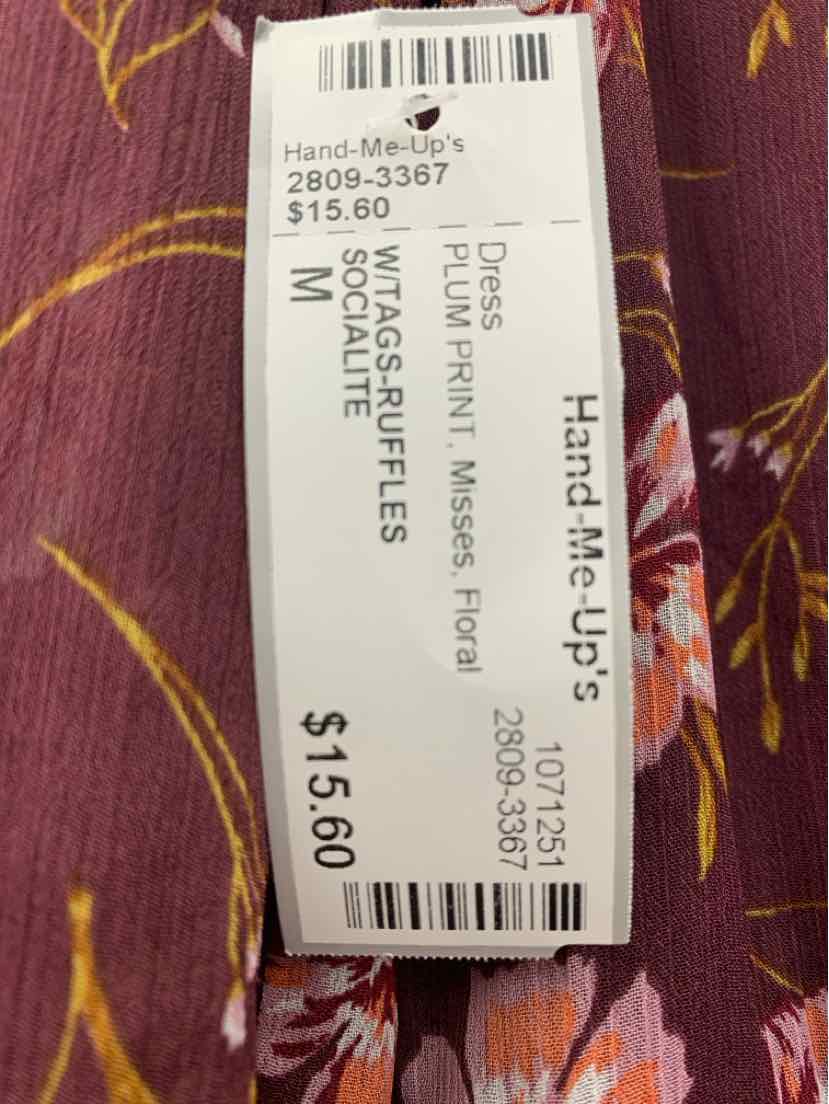 Hand-Me-Up's
2809-3367
$15.60
Hand-Me-Up's
1071251
2809-3367
Dress
PLUM PRINT, Misses, Floral
W/TAGS-RUFFLES
SOCIALITE
M
$15.60